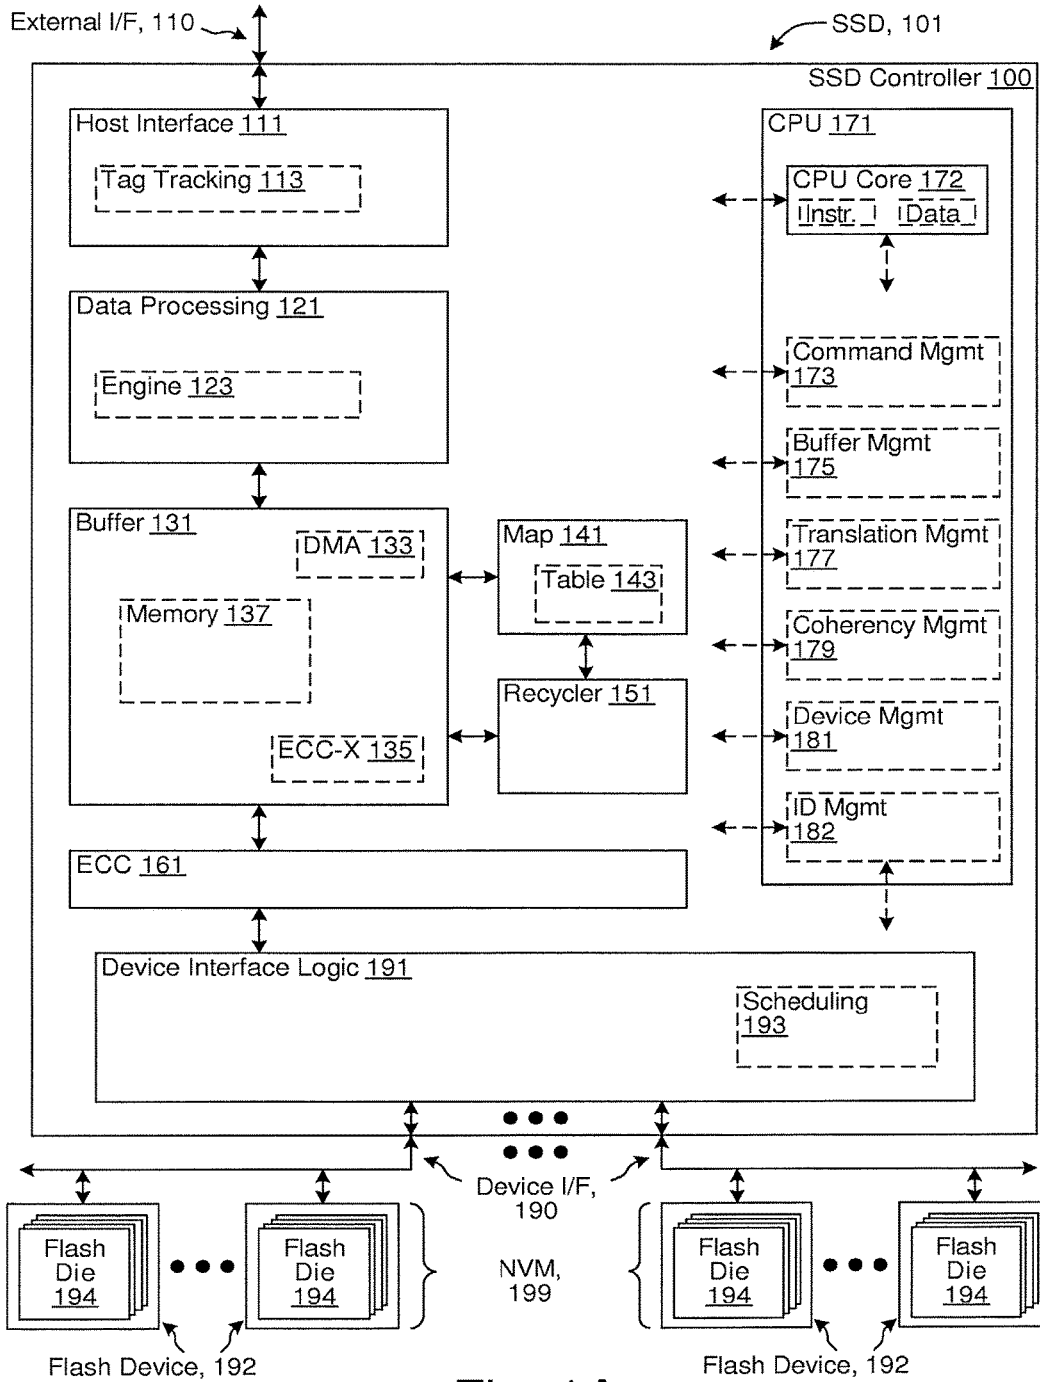 External I/F, 110
SSD, 101
SSD Controller 100
Host Interface 111
Tag Tracking 113
Data Processing 121
Engine 123
Buffer 131
DMA 133
Memory 137
ECC-X 135
Map 141
Table 143
Recycler 151
ECC 161
CPU 171
CPU Core 172
Instr. Data
Command Mgmt
173
Buffer Mgmt
175
Translation Mgmt
177
Coherency Mgmt
179
Device Mgmt
181
ID Mgmt
182
Device Interface Logic 191
Scheduling
193
Device I/F,
190
Flash
Die
194
Flash
Die
194
NVM,
199
Flash
Die
194
Flash
Die
194
Flash Device, 192
Flash Device, 192